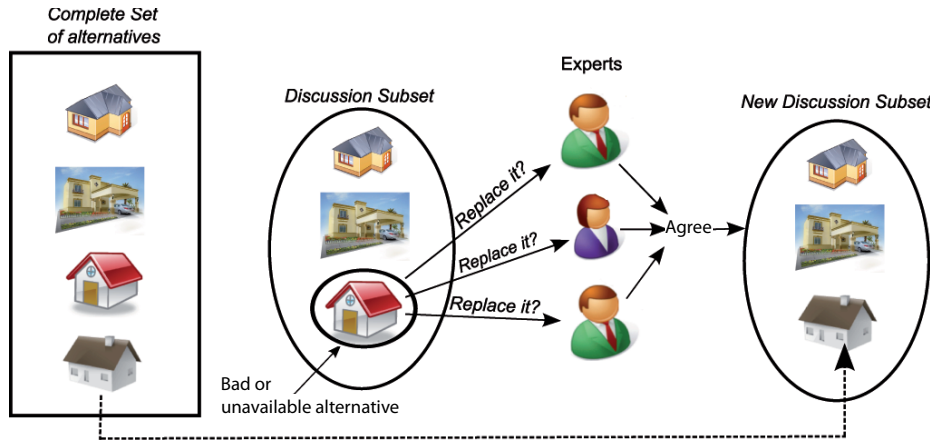 Complete Set
of alternatives
Discussion Subset
Experts
New Discussion Subset
Replace it?
Replace it?
Replace it?
Agree
Bad or
unavailable alternative